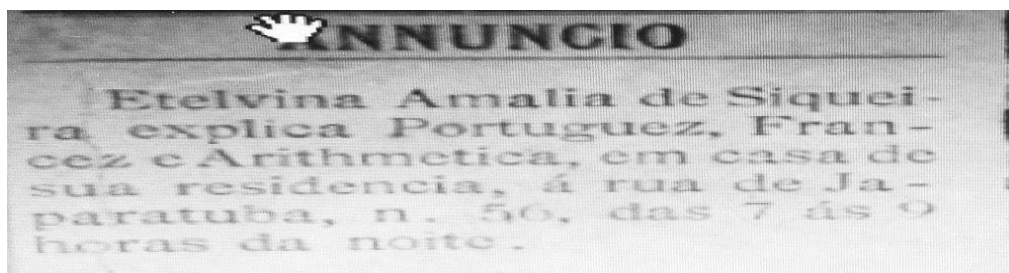 ANNUNCIO
Etelvina Amalia de Siquei-
ra explica Portuguez, Fran-
cez e Arithmetica, em casa de
sua residencia, á rua de Ja-
paratuba, n. 56, das 7 ás 9
horas da noite.